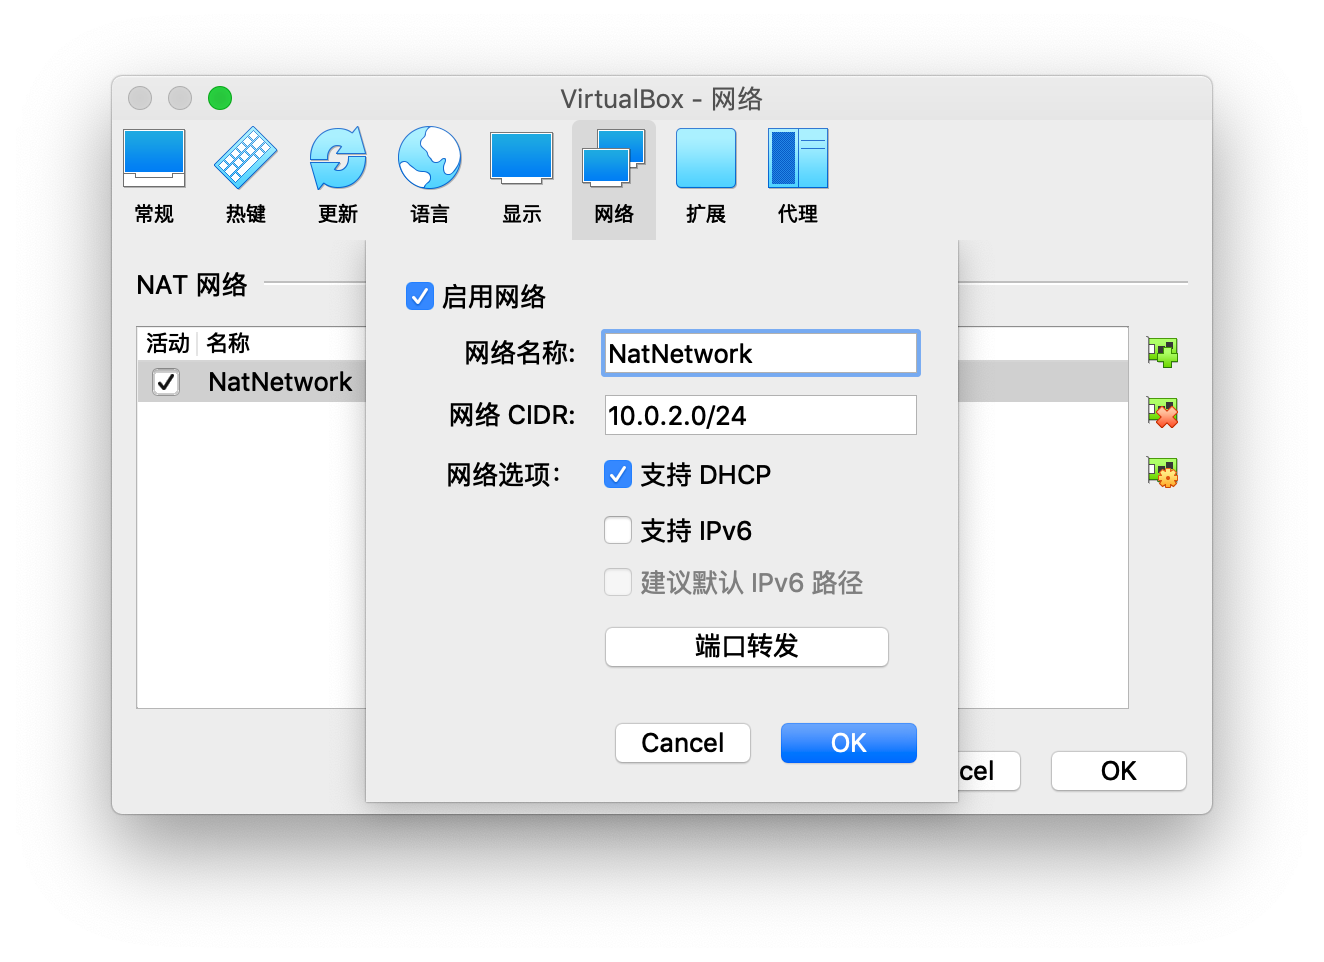 VirtualBox - 网络
常规 热键 更新 语言 显示 网络 扩展 代理
NAT 网络
活动 名称
NatNetwork
启用网络
网络名称: NatNetwork
网络 CIDR: 10.0.2.0/24
网络选项: 支持 DHCP
支持 IPv6
建议默认 IPv6 路径
端口转发
Cancel OK
cel OK